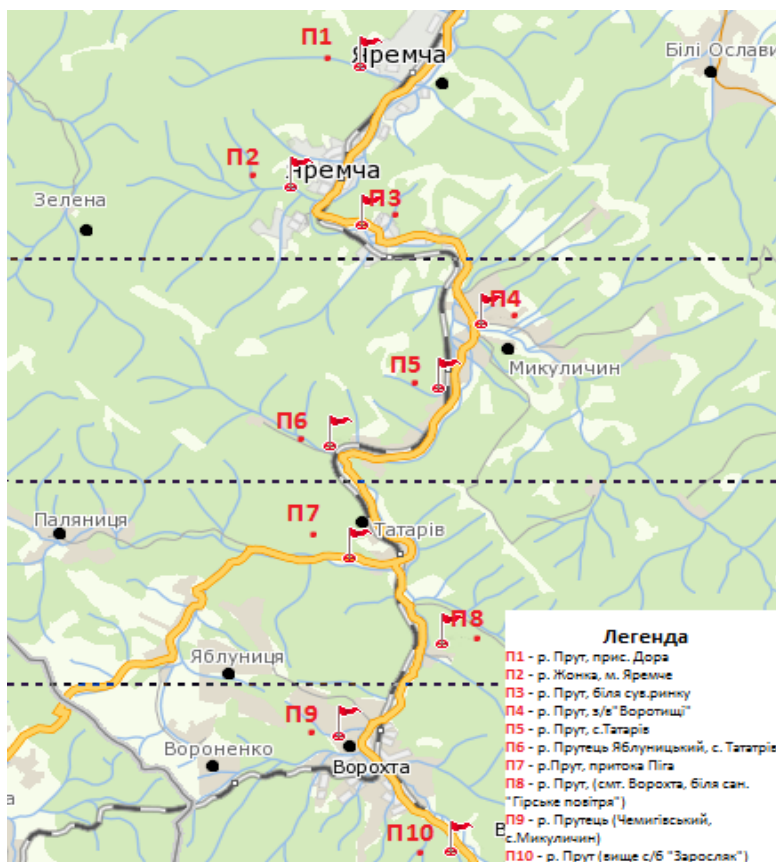 П1
Яремча
Білі Ослави
П2
Яремча
П3
Зелена
П4
Микуличин
П5
П6
Паляниця
П7
Татарів
П8
Яблуниця
П9
Вороненко
Ворохта
П10
В
а
Легенда
П1 - р. Прут, прис. Дора
П2 - р. Жонка, м. Яремче
П3 - р. Прут, біля сув.ринку
П4 - р. Прут, з/в"Воротищі"
П5 - р. Прут, с.Татарів
П6 - р. Прутець Яблуницький, с. Тататрів
П7 - р.Прут, притока Піга
П8 - р. Прут, (смт. Ворохта, біля сан.
"Гірське повітря")
П9 - р. Прутець (Чемигівський,
с.Микуличин)
П10 - р. Прут (вище с/б "Заросляк")